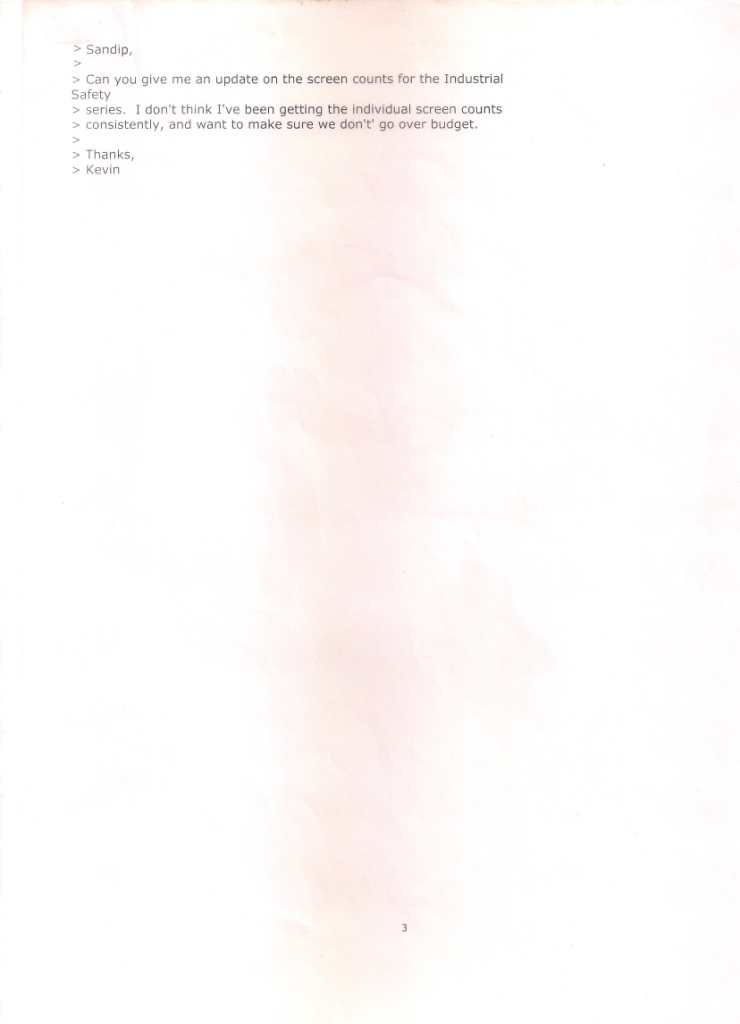 > Sandip,
>
> Can you give me an update on the screen counts for the Industrial
Safety
> series.  I don't think I've been getting the individual screen counts
> consistently, and want to make sure we don't' go over budget.
>
> Thanks,
> Kevin
3